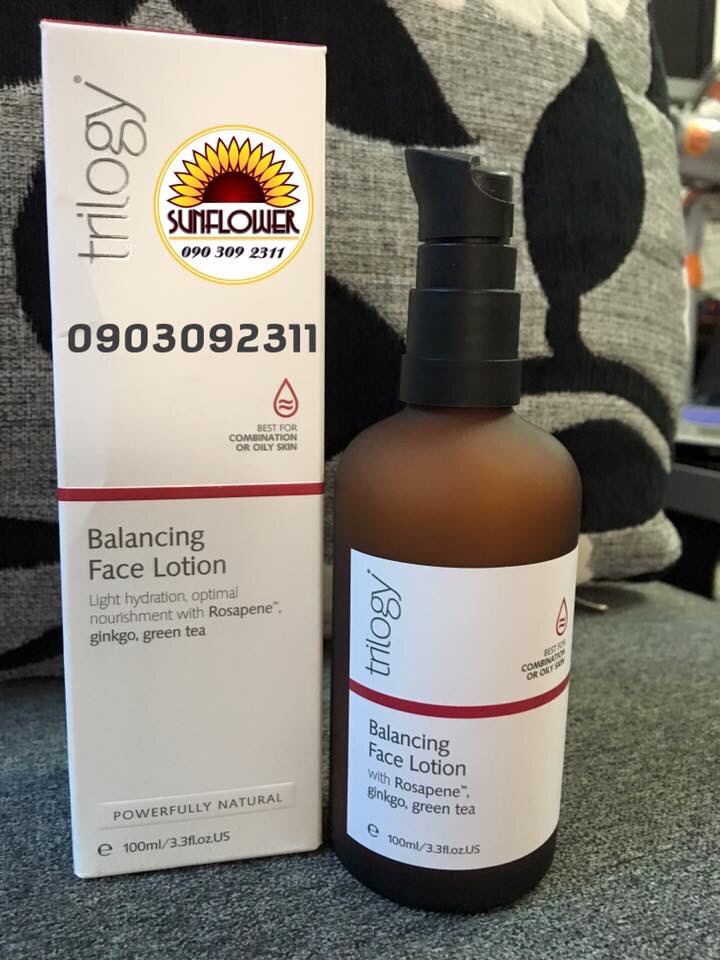 trilogy®
SUNFLOWER
090 309 2311
0903092311
BEST FOR
COMBINATION
OR OILY SKIN
Balancing
Face Lotion
Light hydration, optimal
nourishment with Rosapene™,
ginkgo, green tea
POWERFULLY NATURAL
e 100ml/3.3fl.oz.US
trilogy®
BEST FOR
COMBINATION
OR OILY SKIN
Balancing
Face Lotion
with Rosapene™,
ginkgo, green tea
e 100ml/3.3fl.oz.US